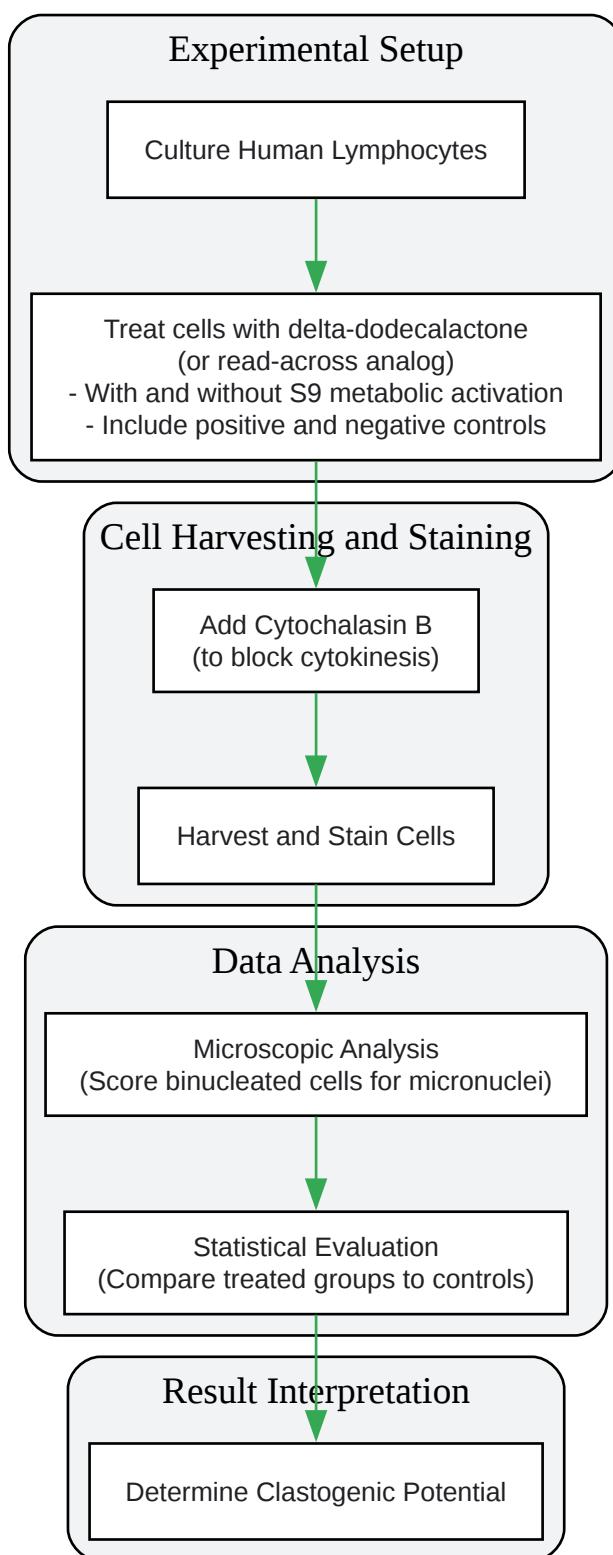 Experimental Setup
Culture Human Lymphocytes
Treat cells with delta-dodecalactone
(or read-across analog)
- With and without S9 metabolic activation
- Include positive and negative controls
Cell Harvesting and Staining
Add Cytochalasin B
(to block cytokinesis)
Harvest and Stain Cells
Data Analysis
Microscopic Analysis
(Score binucleated cells for micronuclei)
Statistical Evaluation
(Compare treated groups to controls)
Result Interpretation
Determine Clastogenic Potential